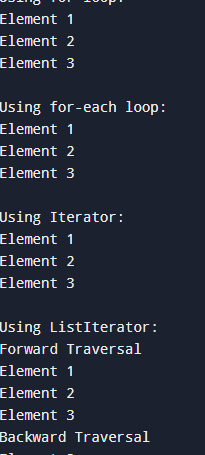 Using for loop:
Element 1
Element 2
Element 3
Using for-each loop:
Element 1
Element 2
Element 3
Using Iterator:
Element 1
Element 2
Element 3
Using ListIterator:
Forward Traversal
Element 1
Element 2
Element 3
Backward Traversal